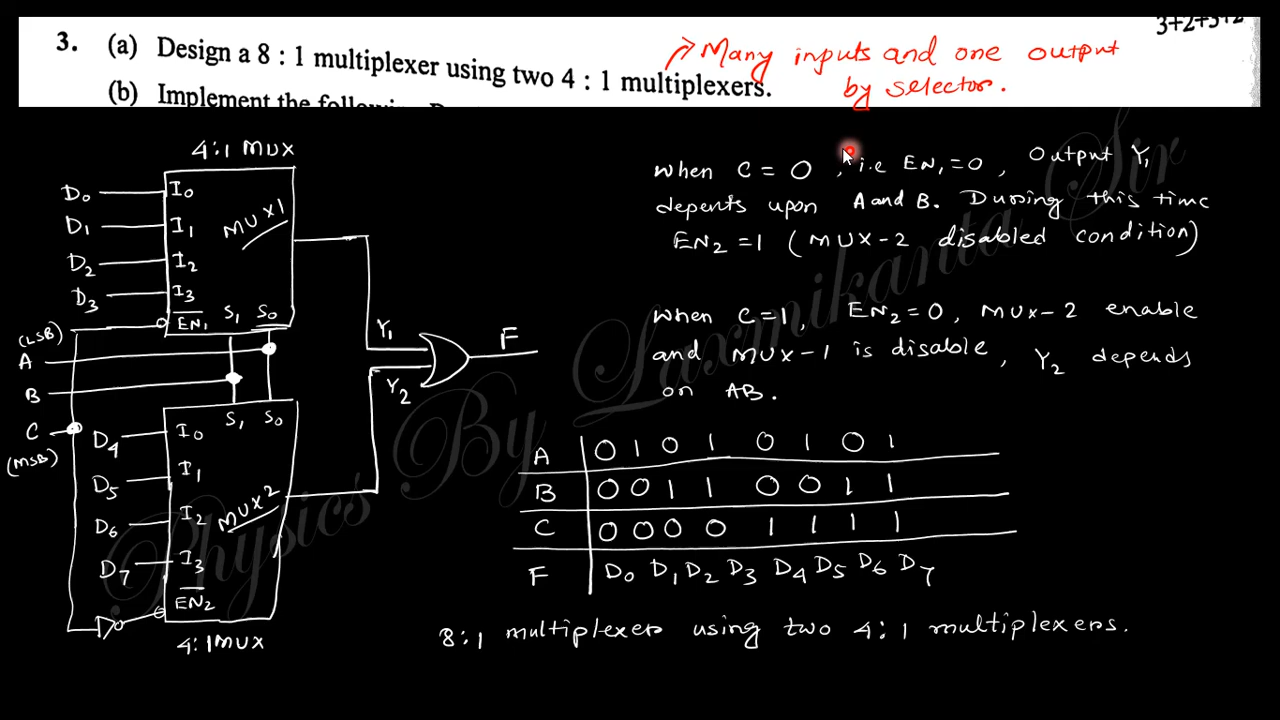 3+2+3+2
3. (a) Design a 8 : 1 multiplexer using two 4 : 1 multiplexers.
(b) Implement the following
Many inputs and one output
by selector.
4:1 MUX
D0 I0
D1 I1
D2 I2
D3 I3
MUX1
EN1 S1 S0
(LSB)
A
B
C
(MSB)
Y1
Y2
F
S1 S0
D4 I0
D5 I1
D6 I2
D7 I3
MUX2
EN2
4:1 MUX
when C = 0, i.e EN1=0, Output Y1
depents upon A and B. During this time
EN2 =1 (MUX-2 disabled condition)
when C=1, EN2=0, MUX-2 enable
and MUX-1 is disable, Y2 depends
on AB.
A 0 1 0 1 0 1 0 1
B 0 0 1 1 0 0 1 1
C 0 0 0 0 1 1 1 1
F D0 D1 D2 D3 D4 D5 D6 D7
8:1 multiplexer using two 4:1 multiplexers.
Physics By Laxmikanta Sir